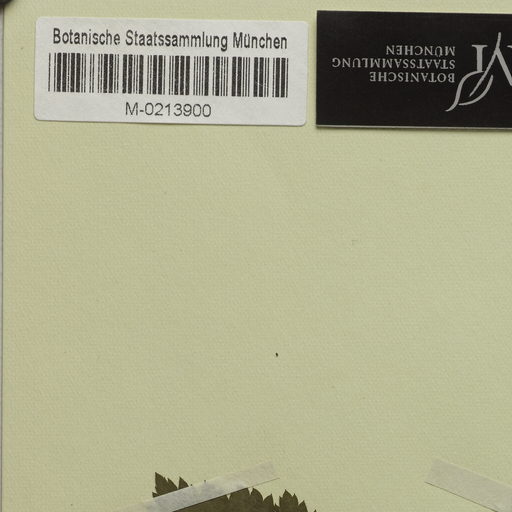 Botanische Staatssammlung München
M-0213900
BOTANISCHE
STAATSSAMMLUNG
MÜNCHEN